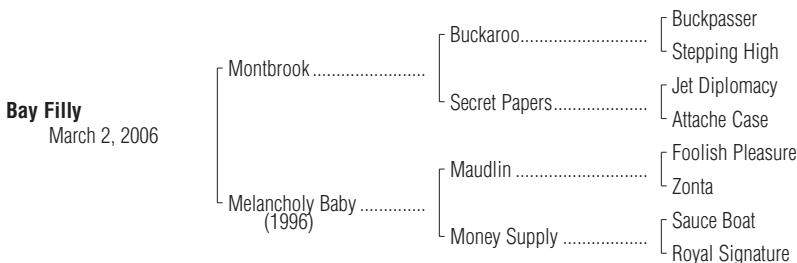 Buckpasser
Buckaroo..............................
Stepping High
Montbrook .......................
Jet Diplomacy
Secret Papers......................
Attache Case
Bay Filly
March 2, 2006
Foolish Pleasure
Maudlin ..............................
Zonta
Melancholy Baby ..............
(1996)
Sauce Boat
Money Supply ....................
Royal Signature